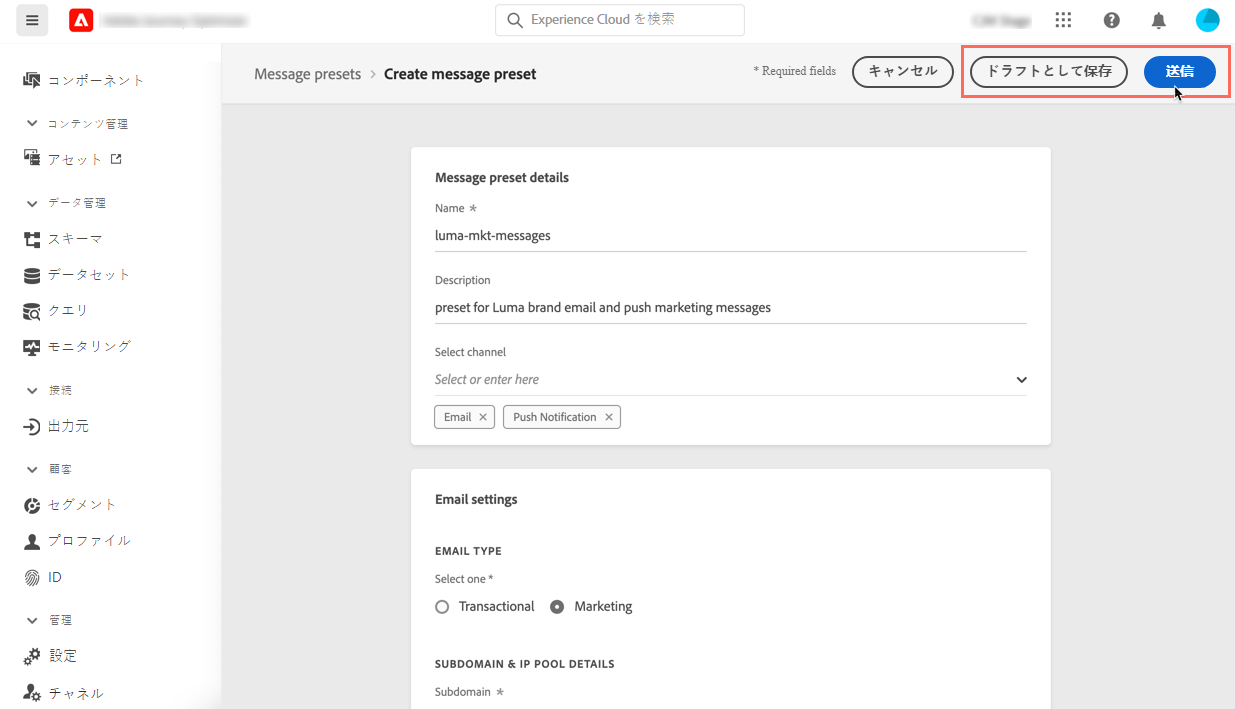 Experience Cloud を検索
Message presets > Create message preset
* Required fields
キャンセル
ドラフトとして保存
送信
コンポーネント
コンテンツ管理
アセット
データ管理
スキーマ
データセット
クエリ
モニタリング
接続
出力元
顧客
セグメント
プロファイル
ID
管理
設定
チャネル
Message preset details
Name *
luma-mkt-messages
Description
preset for Luma brand email and push marketing messages
Select channel
Select or enter here
Email ×
Push Notification ×
Email settings
EMAIL TYPE
Select one *
Transactional
Marketing
SUBDOMAIN & IP POOL DETAILS
Subdomain *